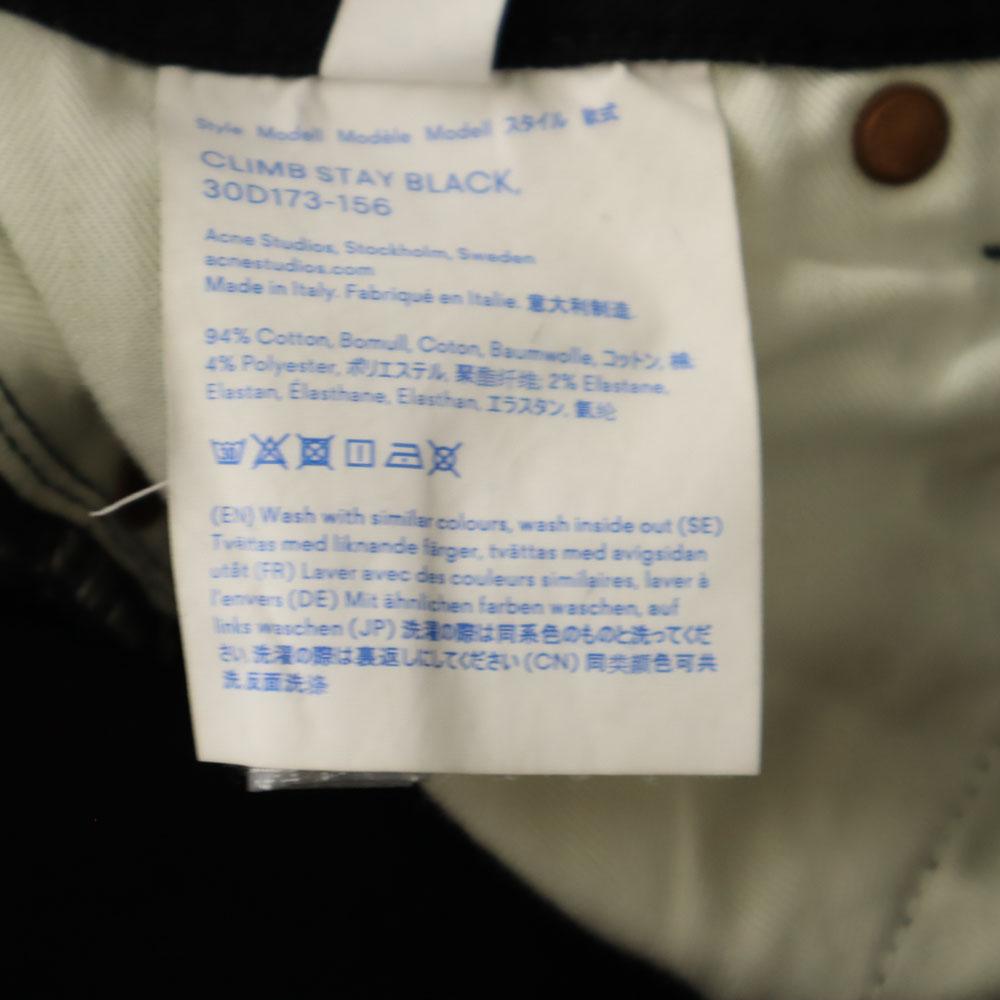 Style Modell Modèle Modell スタイル 款式
CLIMB STAY BLACK,
30D173-156
Acne Studios, Stockholm, Sweden
acnestudios.com
Made in Italy. Fabriqué en Italie. 意大利制造.
94% Cotton, Bomull, Coton, Baumwolle, コットン, 棉;
4% Polyester, ポリエステル, 聚酯纤维; 2% Elastane,
Elastan, Élasthane, Elasthan, エラスタン, 氨纶
30
(EN) Wash with similar colours, wash inside out (SE)
Tvättas med liknande färger, tvättas med avigsidan
utåt (FR) Laver avec des couleurs similaires, laver à
l'envers (DE) Mit ähnlichen farben waschen, auf
links waschen (JP) 洗濯の際は同系色のものと洗ってくだ
さい 洗濯の際は裏返しにしてください (CN) 同类颜色可共
洗 反面洗涤